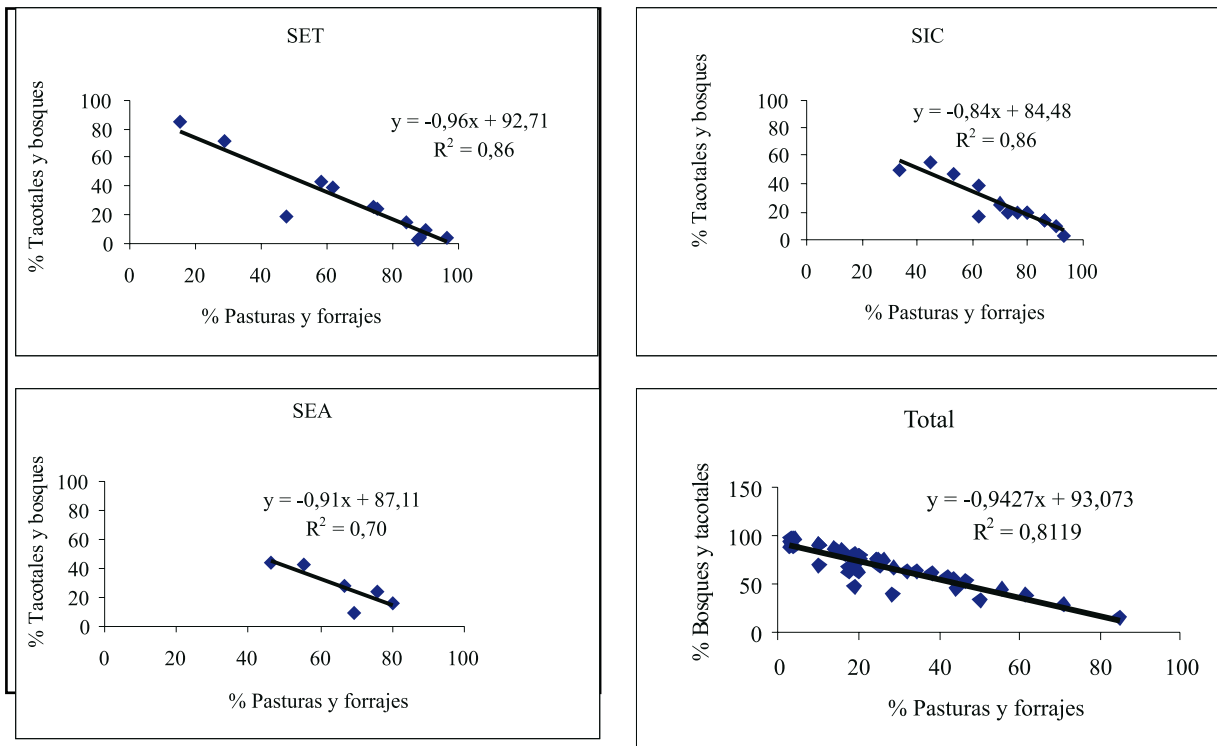 SET
% Tacotales y bosques
100
80
60
40
20
0
y = -0,96x + 92,71
R² = 0,86
0 20 40 60 80 100
% Pasturas y forrajes
SIC
% Tacotales y bosques
100
80
60
40
20
0
y = -0,84x + 84,48
R² = 0,86
0 20 40 60 80 100
% Pasturas y forrajes
SEA
% Tacotales y bosques
100
80
60
40
20
0
y = -0,91x + 87,11
R² = 0,70
0 20 40 60 80 100
% Pasturas y forrajes
Total
% Bosques y tacotales
150
100
50
0
y = -0,9427x + 93,073
R² = 0,8119
0 20 40 60 80 100
% Pasturas y forrajes